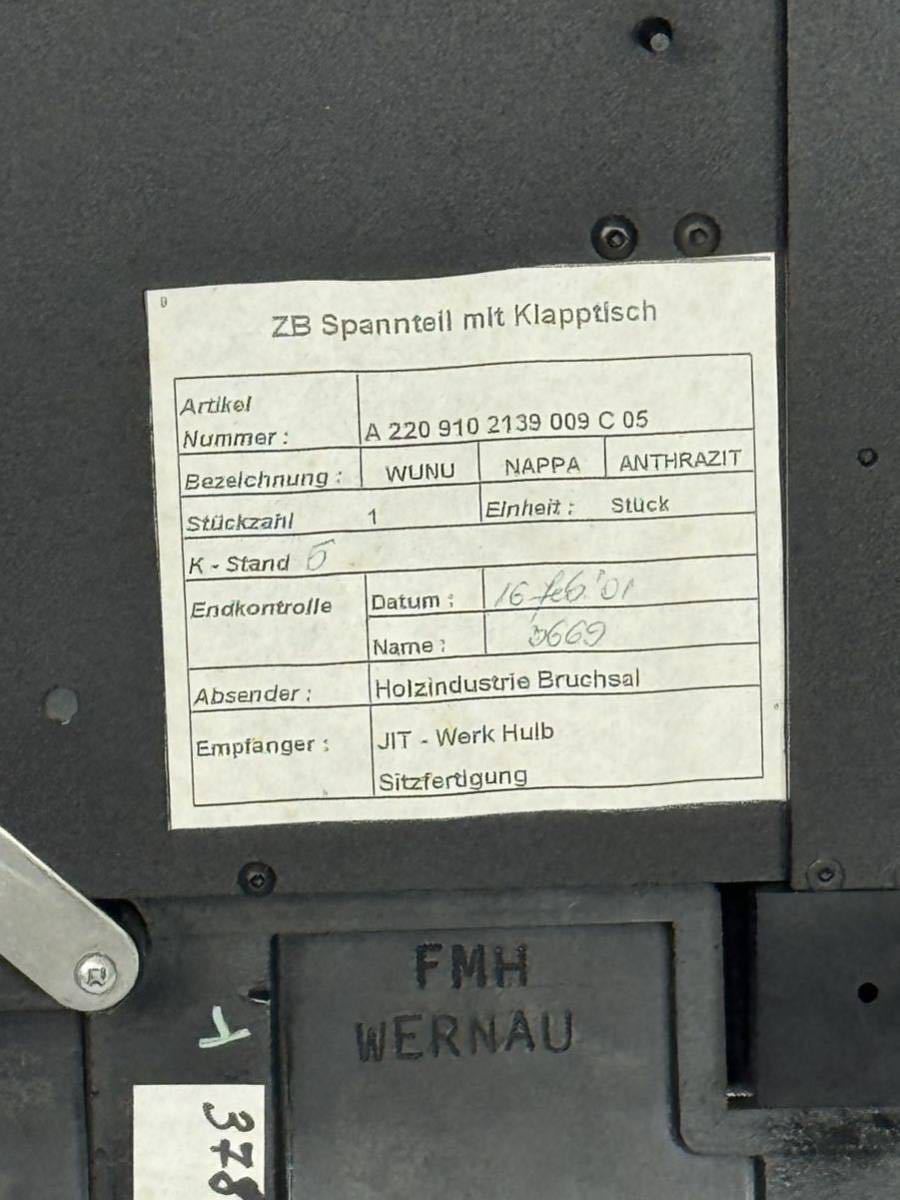 ZB Spannteil mit Klapptisch
Artikel
Nummer : A 220 910 2139 009 C 05
Bezeichnung : WUNU NAPPA ANTHRAZIT
Stückzahl 1 Einheit : Stück
K - Stand 5
Endkontrolle Datum : 16 feb. '01
Name : 3669
Absender : Holzindustrie Bruchsal
Empfänger : JIT - Werk Hulb
Sitzfertigung
FMH
WERNAU
378